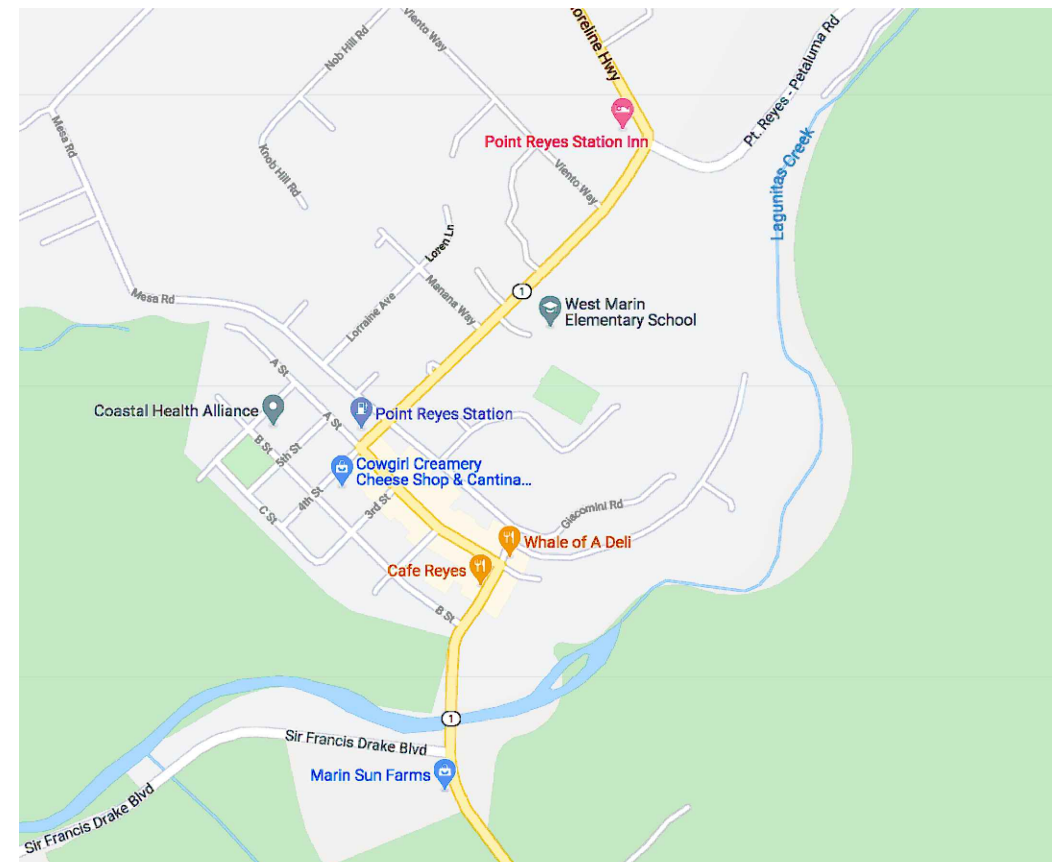 Viento Way
Shoreline Hwy
Nob Hill Rd
Pt. Reyes - Petaluma Rd
Point Reyes Station Inn
Mesa Rd
Knob Hill Rd
Viento Way
Lagunitas Creek
Loren Ln
Mesa Rd
Manana Way
1
Lorraine Ave
West Marin
Elementary School
A St
Coastal Health Alliance
Point Reyes Station
A St
B St
5th St
Cowgirl Creamery
Cheese Shop & Cantina...
4th St
3rd St
C St
Giacomini Rd
Whale of A Deli
Cafe Reyes
B St
1
Sir Francis Drake Blvd
Marin Sun Farms
Sir Francis Drake Blvd